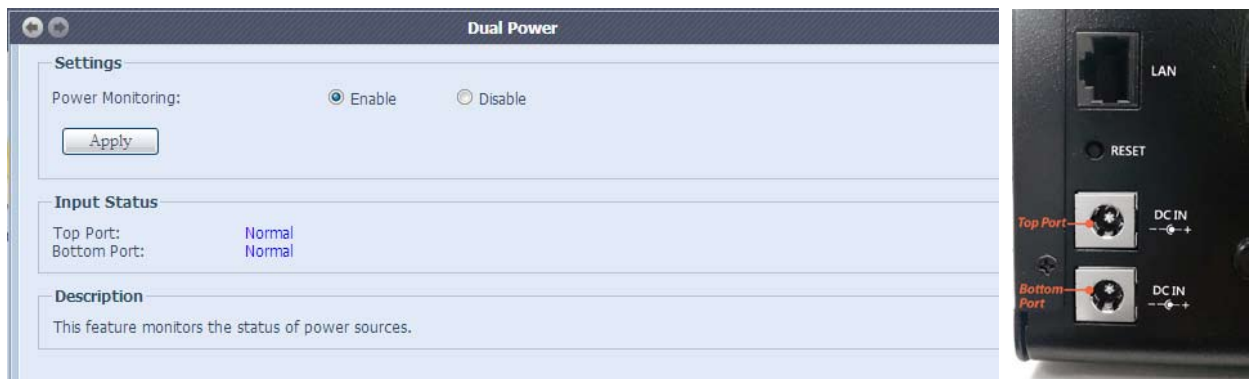 Dual Power
Settings
Power Monitoring: Enable Disable
Apply
Input Status
Top Port: Normal
Bottom Port: Normal
Description
This feature monitors the status of power sources.
LAN
RESET
Top Port
DC IN
Bottom
Port
DC IN